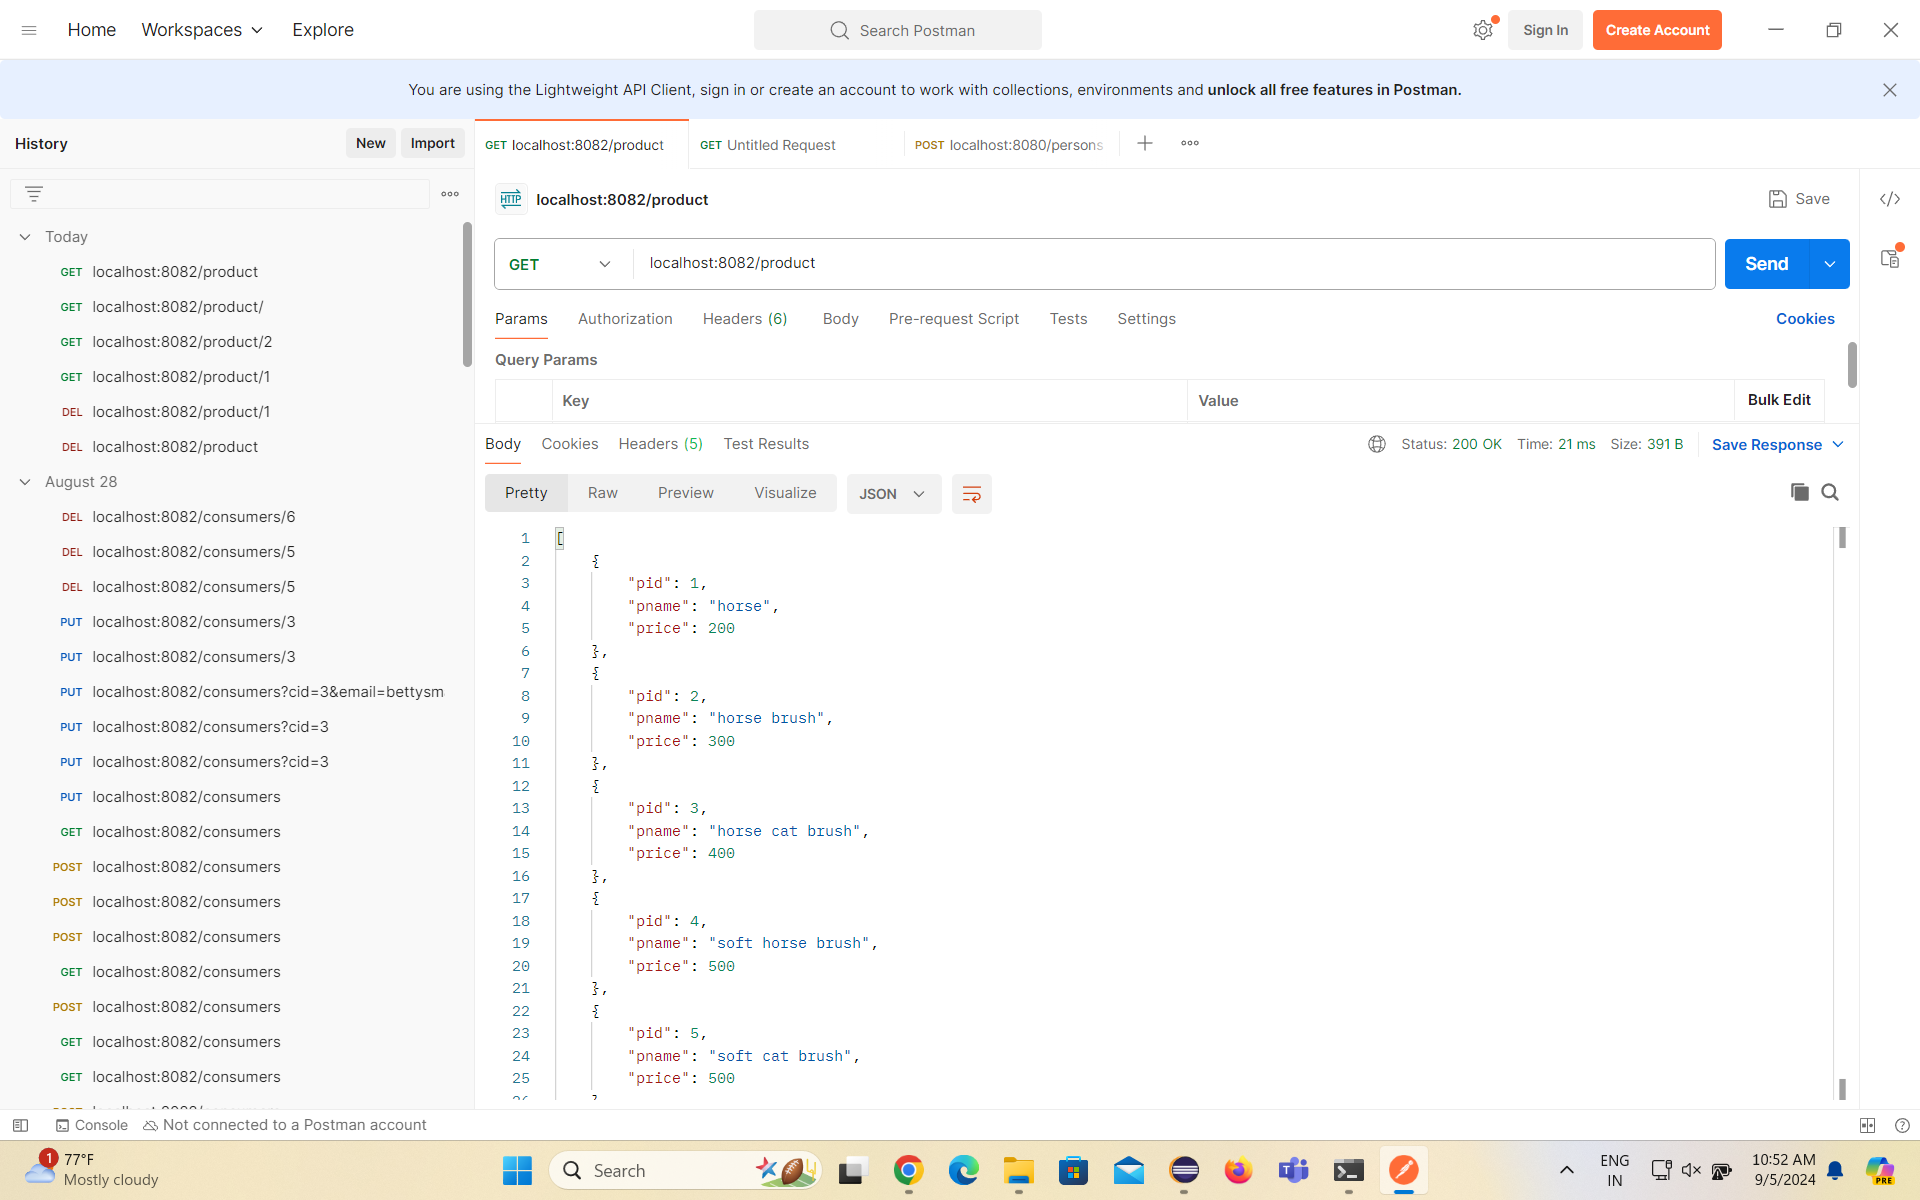 Home Workspaces Explore Search Postman Sign In Create Account
You are using the Lightweight API Client, sign in or create an account to work with collections, environments and unlock all free features in Postman.
History New Import
GET localhost:8082/product GET Untitled Request POST localhost:8080/persons
HTTP localhost:8082/product Save
GET localhost:8082/product Send
Params Authorization Headers (6) Body Pre-request Script Tests Settings Cookies
Query Params
Key Value Bulk Edit
Body Cookies Headers (5) Test Results Status: 200 OK Time: 21 ms Size: 391 B Save Response
Pretty Raw Preview Visualize JSON
Today
GET localhost:8082/product
GET localhost:8082/product/
GET localhost:8082/product/2
GET localhost:8082/product/1
DEL localhost:8082/product/1
DEL localhost:8082/product
August 28
DEL localhost:8082/consumers/6
DEL localhost:8082/consumers/5
DEL localhost:8082/consumers/5
PUT localhost:8082/consumers/3
PUT localhost:8082/consumers/3
PUT localhost:8082/consumers?cid=3&email=bettysm
PUT localhost:8082/consumers?cid=3
PUT localhost:8082/consumers?cid=3
PUT localhost:8082/consumers
GET localhost:8082/consumers
POST localhost:8082/consumers
POST localhost:8082/consumers
POST localhost:8082/consumers
GET localhost:8082/consumers
POST localhost:8082/consumers
GET localhost:8082/consumers
GET localhost:8082/consumers
1 [
2 {
3 "pid": 1,
4 "pname": "horse",
5 "price": 200
6 },
7 {
8 "pid": 2,
9 "pname": "horse brush",
10 "price": 300
11 },
12 {
13 "pid": 3,
14 "pname": "horse cat brush",
15 "price": 400
16 },
17 {
18 "pid": 4,
19 "pname": "soft horse brush",
20 "price": 500
21 },
22 {
23 "pid": 5,
24 "pname": "soft cat brush",
25 "price": 500
Console Not connected to a Postman account
1 77°F
Mostly cloudy
Search
ENG
IN
10:52 AM
9/5/2024
PRE